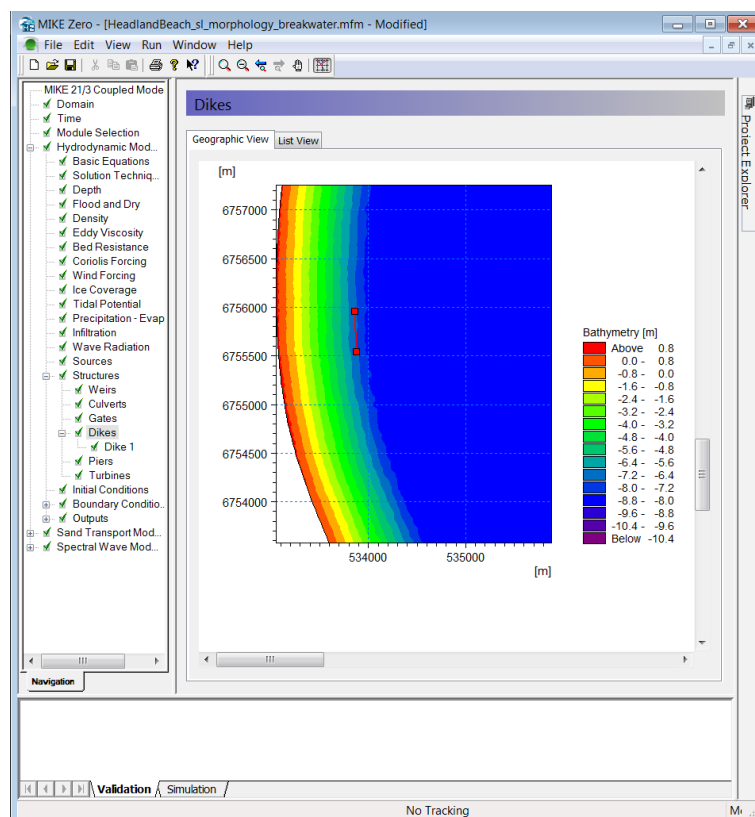 MIKE Zero - [HeadlandBeach_sl_morphology_breakwater.mfm - Modified]
File Edit View Run Window Help
MIKE 21/3 Coupled Mode
Domain
Time
Module Selection
Hydrodynamic Mod...
Basic Equations
Solution Techniq...
Depth
Flood and Dry
Density
Eddy Viscosity
Bed Resistance
Coriolis Forcing
Wind Forcing
Ice Coverage
Tidal Potential
Precipitation - Evap
Infiltration
Wave Radiation
Sources
Structures
Weirs
Culverts
Gates
Dikes
Dike 1
Piers
Turbines
Initial Conditions
Boundary Conditio...
Outputs
Sand Transport Mod...
Spectral Wave Mod...
Navigation
Dikes
Geographic View List View
[m]
6757000
6756500
6756000
6755500
6755000
6754500
6754000
534000 535000
[m]
Bathymetry [m]
Above 0.8
0.0 - 0.8
-0.8 - 0.0
-1.6 - -0.8
-2.4 - -1.6
-3.2 - -2.4
-4.0 - -3.2
-4.8 - -4.0
-5.6 - -4.8
-6.4 - -5.6
-7.2 - -6.4
-8.0 - -7.2
-8.8 - -8.0
-9.6 - -8.8
-10.4 - -9.6
Below -10.4
Project Explorer
Validation Simulation
No Tracking